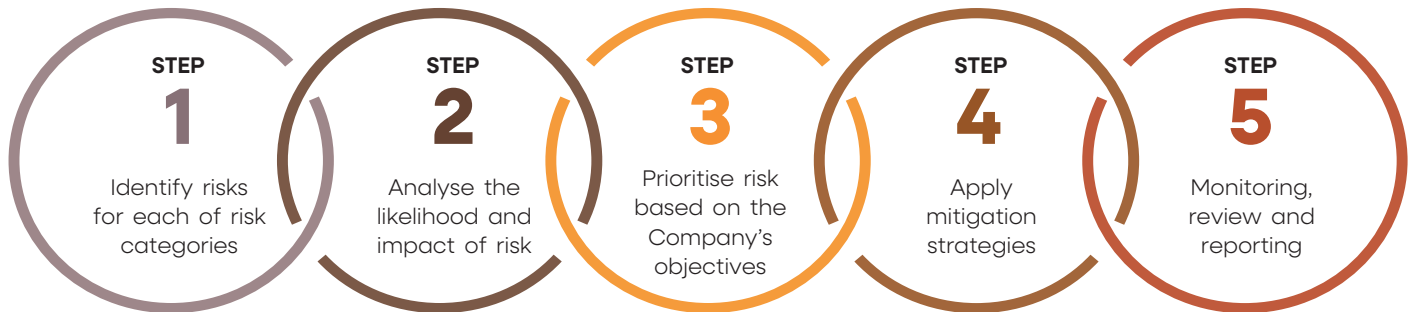 STEP
1
Identify risks
for each of risk
categories
STEP
2
Analyse the
likelihood and
impact of risk
STEP
3
Prioritise risk
based on the
Company’s
objectives
STEP
4
Apply
mitigation
strategies
STEP
5
Monitoring,
review and
reporting